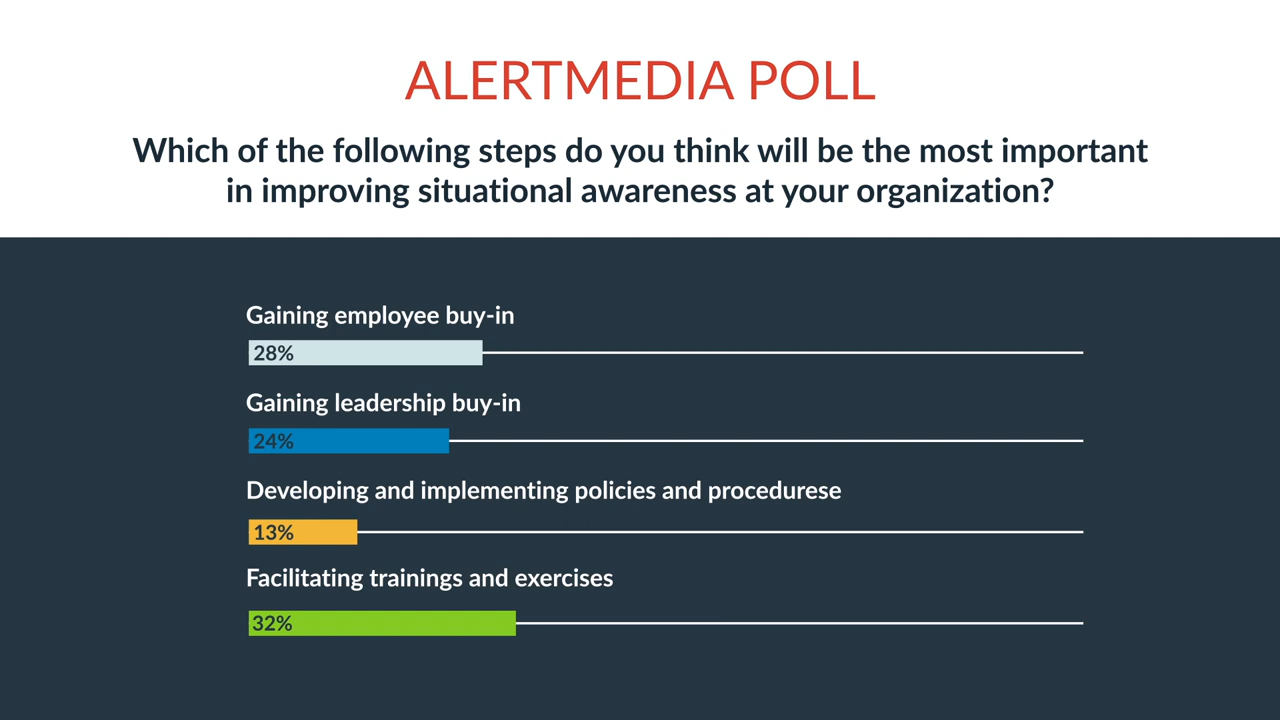 ALERTMEDIA POLL
Which of the following steps do you think will be the most important
in improving situational awareness at your organization?
Gaining employee buy-in
28%
Gaining leadership buy-in
24%
Developing and implementing policies and procedurese
13%
Facilitating trainings and exercises
32%